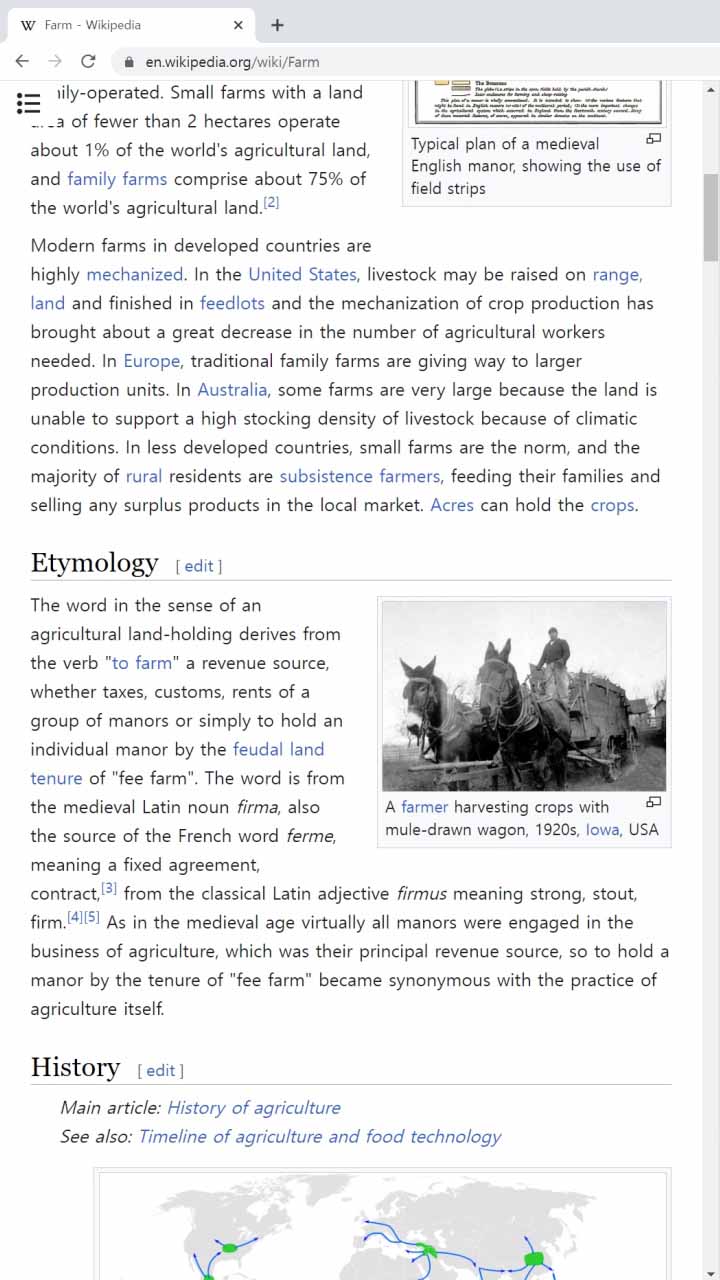 Farm - Wikipedia
en.wikipedia.org/wiki/Farm
family-operated. Small farms with a land
area of fewer than 2 hectares operate
about 1% of the world's agricultural land,
and family farms comprise about 75% of
the world's agricultural land.[2]
Typical plan of a medieval
English manor, showing the use of
field strips
Modern farms in developed countries are
highly mechanized. In the United States, livestock may be raised on range,
land and finished in feedlots and the mechanization of crop production has
brought about a great decrease in the number of agricultural workers
needed. In Europe, traditional family farms are giving way to larger
production units. In Australia, some farms are very large because the land is
unable to support a high stocking density of livestock because of climatic
conditions. In less developed countries, small farms are the norm, and the
majority of rural residents are subsistence farmers, feeding their families and
selling any surplus products in the local market. Acres can hold the crops.
Etymology [ edit ]
The word in the sense of an
agricultural land-holding derives from
the verb "to farm" a revenue source,
whether taxes, customs, rents of a
group of manors or simply to hold an
individual manor by the feudal land
tenure of "fee farm". The word is from
the medieval Latin noun firma, also
the source of the French word ferme,
meaning a fixed agreement,
contract,[3] from the classical Latin adjective firmus meaning strong, stout,
firm.[4][5] As in the medieval age virtually all manors were engaged in the
business of agriculture, which was their principal revenue source, so to hold a
manor by the tenure of "fee farm" became synonymous with the practice of
agriculture itself.
A farmer harvesting crops with
mule-drawn wagon, 1920s, Iowa, USA
History [ edit ]
Main article: History of agriculture
See also: Timeline of agriculture and food technology